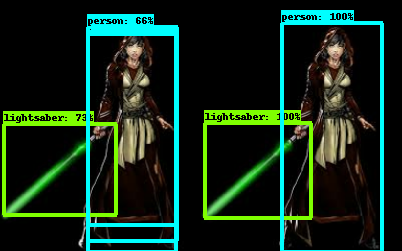 person: 66%
person: 100%
lightsaber: 73%
lightsaber: 100%